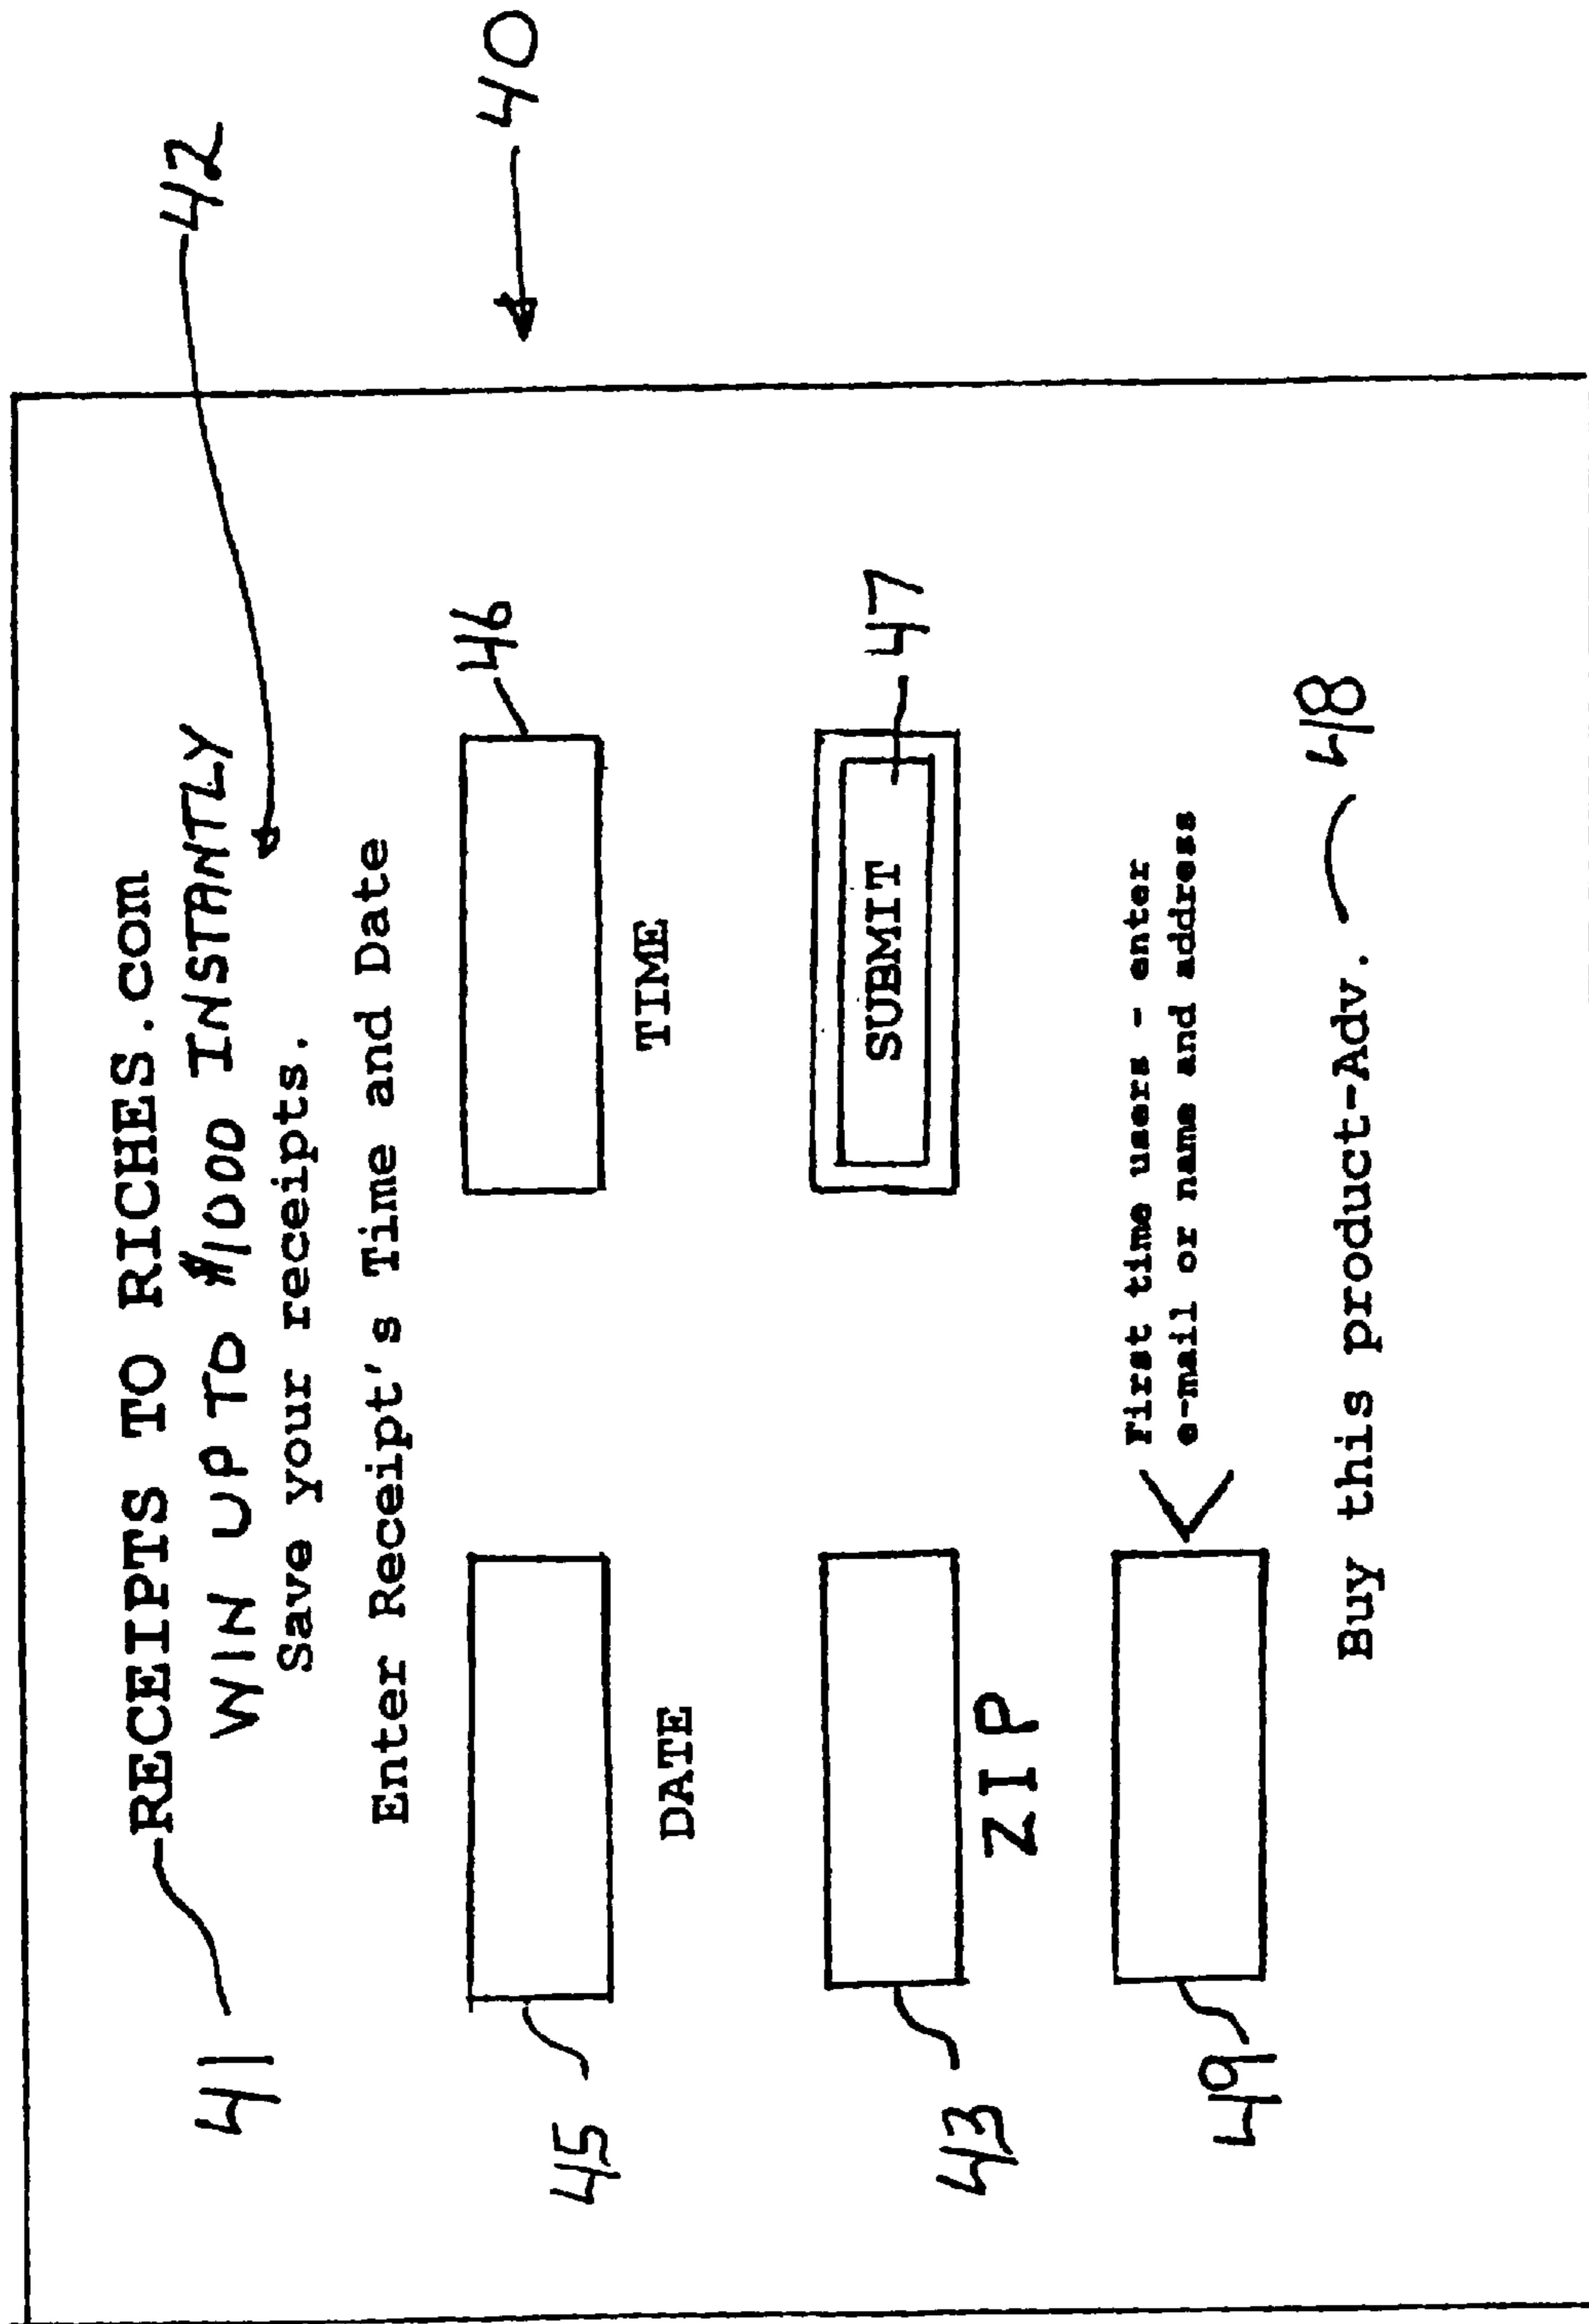 42
40
41 RECEIPTS TO RICHES.com
WIN UP TO $1000 INSTANTLY
Save your receipts.
Enter Receipt's Time and Date
45
46
DATE
TIME
43
SUBMIT
47
ZIP
49
First time users - enter
e-mail or name and address
Buy this product-Adv. 48